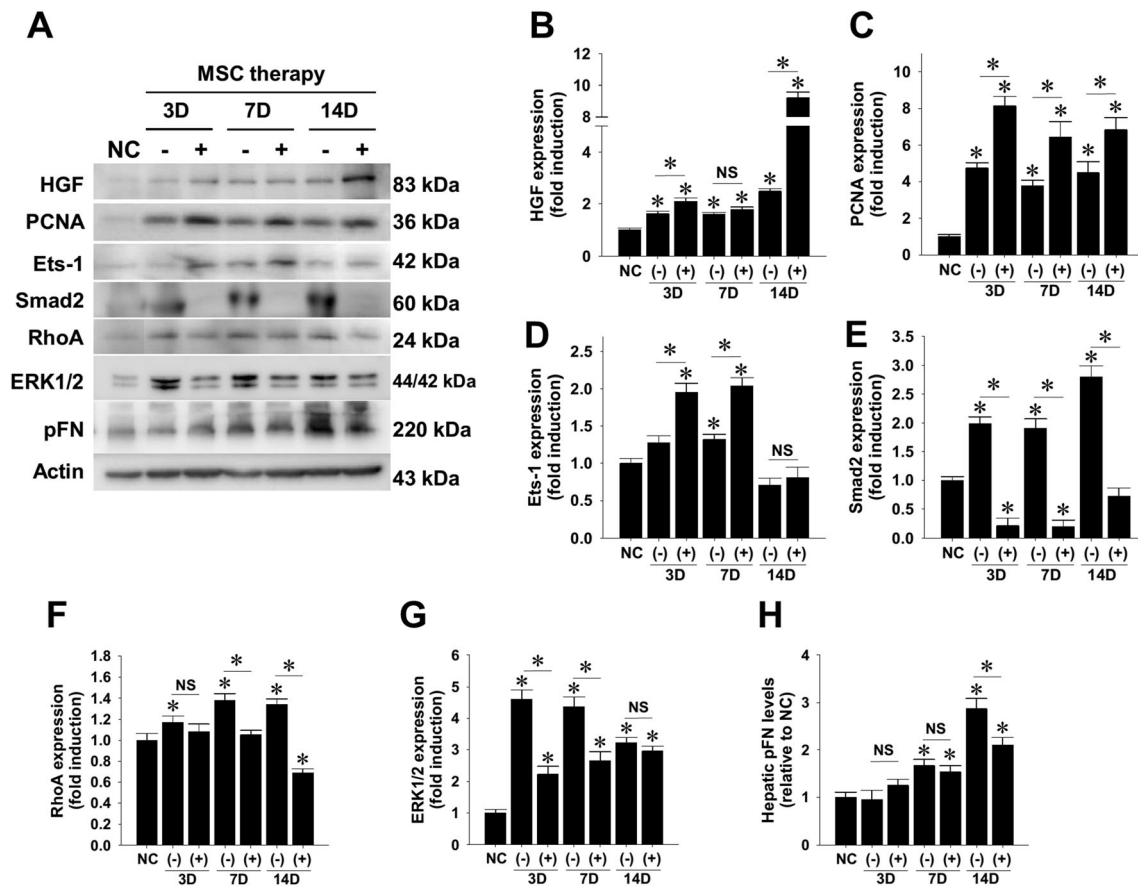 A
MSC therapy
3D 7D 14D
NC - + - + - +
HGF 83 kDa
PCNA 36 kDa
Ets-1 42 kDa
Smad2 60 kDa
RhoA 24 kDa
ERK1/2 44/42 kDa
pFN 220 kDa
Actin 43 kDa
B
HGF expression
(fold induction)
12
10
8
6
4
2
0
* * * * NS * * * *
NC (-) (+) (-) (+) (-) (+)
3D 7D 14D
C
PCNA expression
(fold induction)
10
8
6
4
2
0
* * * * * * * * *
NC (-) (+) (-) (+) (-) (+)
3D 7D 14D
D
Ets-1 expression
(fold induction)
2.5
2.0
1.5
1.0
0.5
0.0
* * * * * NS
NC (-) (+) (-) (+) (-) (+)
3D 7D 14D
E
Smad2 expression
(fold induction)
3.5
3.0
2.5
2.0
1.5
1.0
0.5
0.0
* * * * * * * *
NC (-) (+) (-) (+) (-) (+)
3D 7D 14D
F
RhoA expression
(fold induction)
1.8
1.6
1.4
1.2
1.0
0.8
0.6
0.4
0.2
0.0
* NS * * * * *
NC (-) (+) (-) (+) (-) (+)
3D 7D 14D
G
ERK1/2 expression
(fold induction)
6
5
4
3
2
1
0
* * * * * * * NS *
NC (-) (+) (-) (+) (-) (+)
3D 7D 14D
H
Hepatic pFN levels
(relative to NC)
4
3
2
1
0
NS * NS * * * *
NC (-) (+) (-) (+) (-) (+)
3D 7D 14D